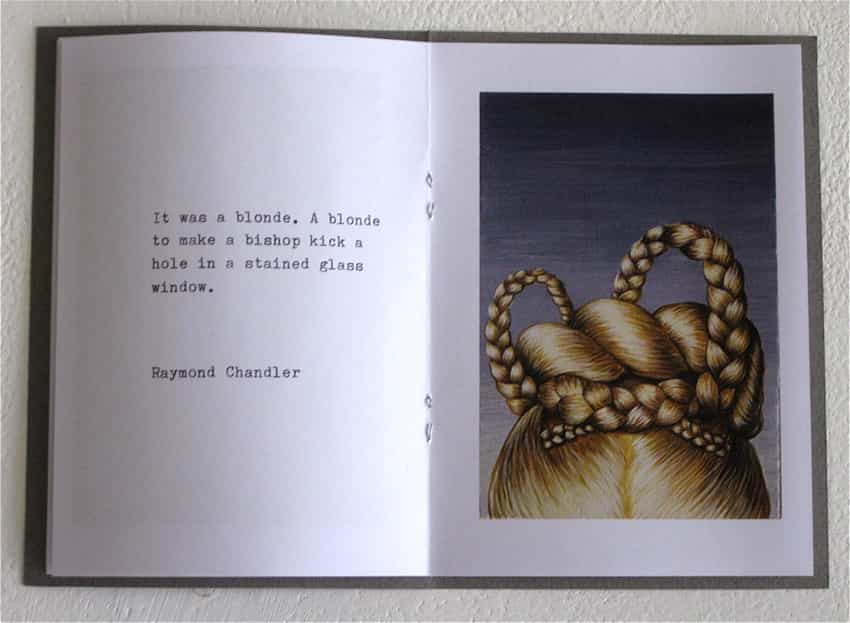 It was a blonde. A blonde
to make a bishop kick a
hole in a stained glass
window.
Raymond Chandler